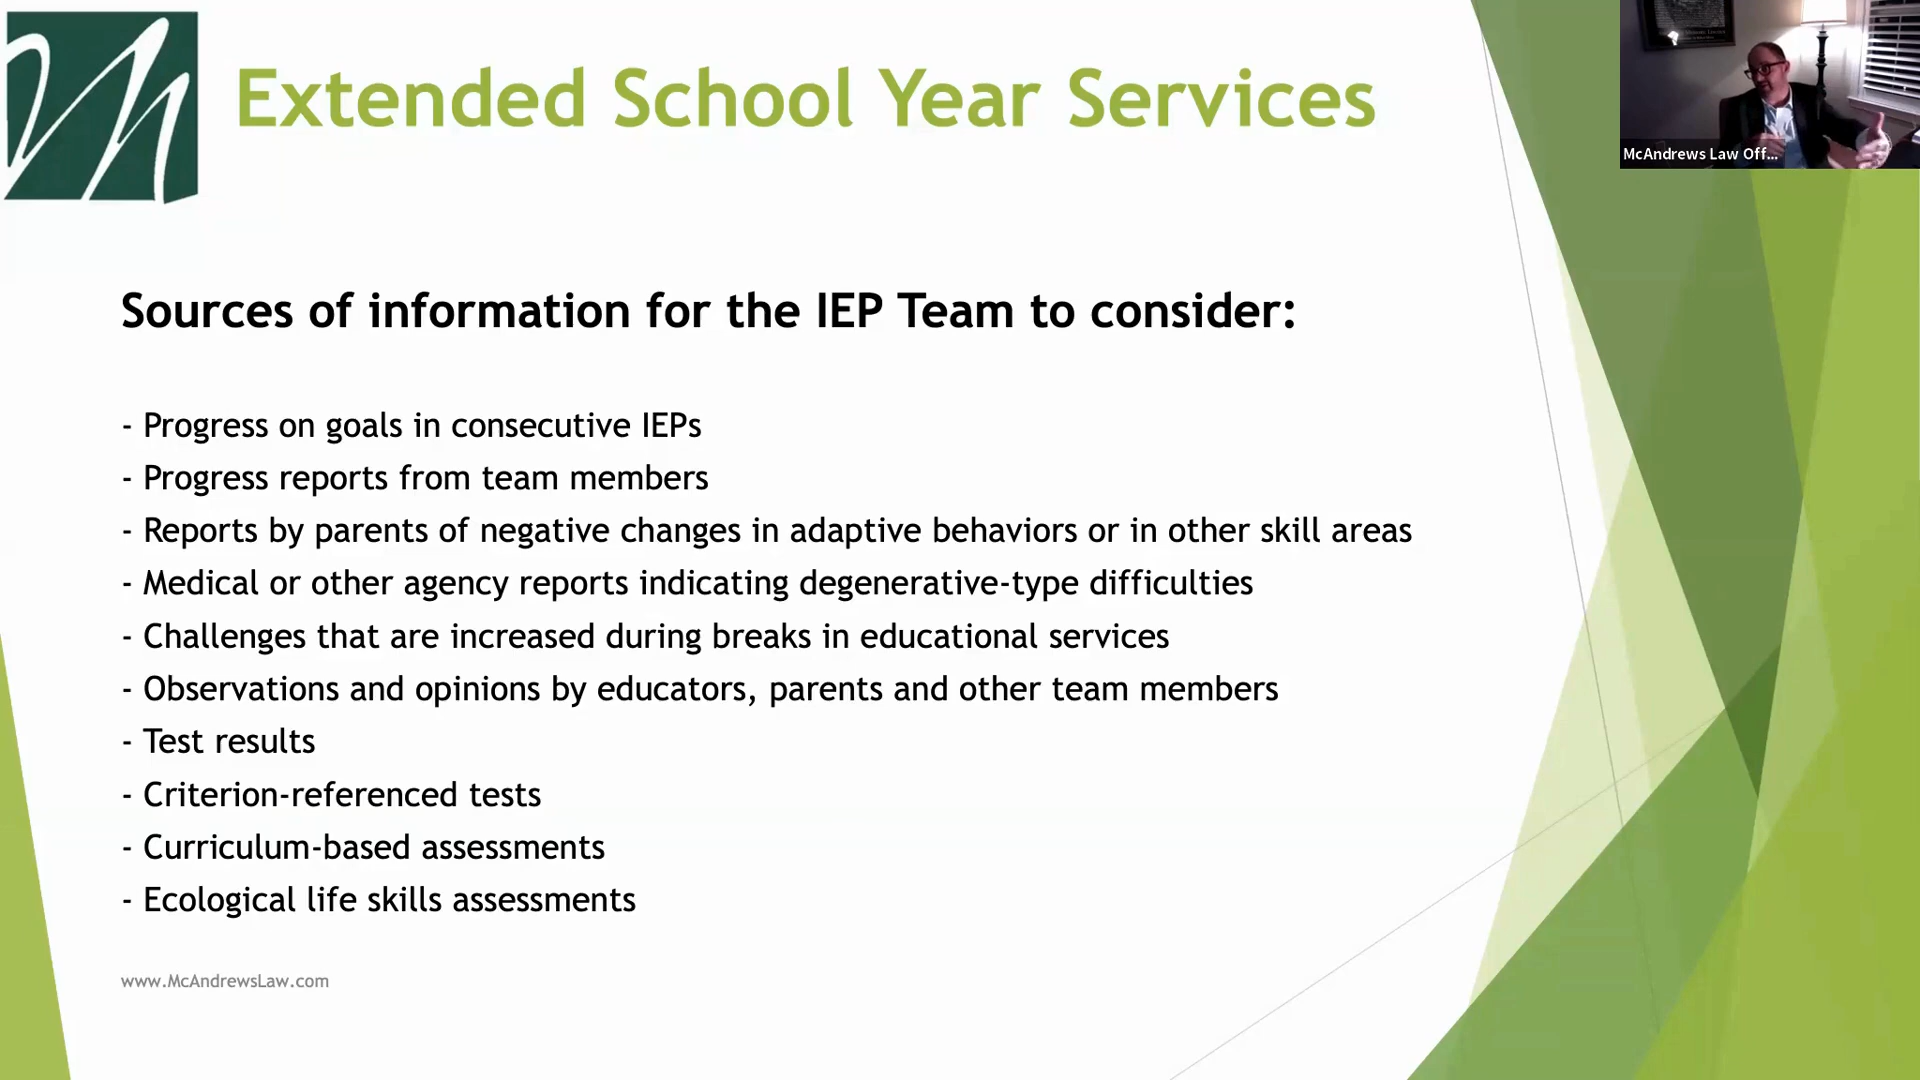 Extended School Year Services
McAndrews Law Off...
Sources of information for the IEP Team to consider:
- Progress on goals in consecutive IEPs
- Progress reports from team members
- Reports by parents of negative changes in adaptive behaviors or in other skill areas
- Medical or other agency reports indicating degenerative-type difficulties
- Challenges that are increased during breaks in educational services
- Observations and opinions by educators, parents and other team members
- Test results
- Criterion-referenced tests
- Curriculum-based assessments
- Ecological life skills assessments
www.McAndrewsLaw.com